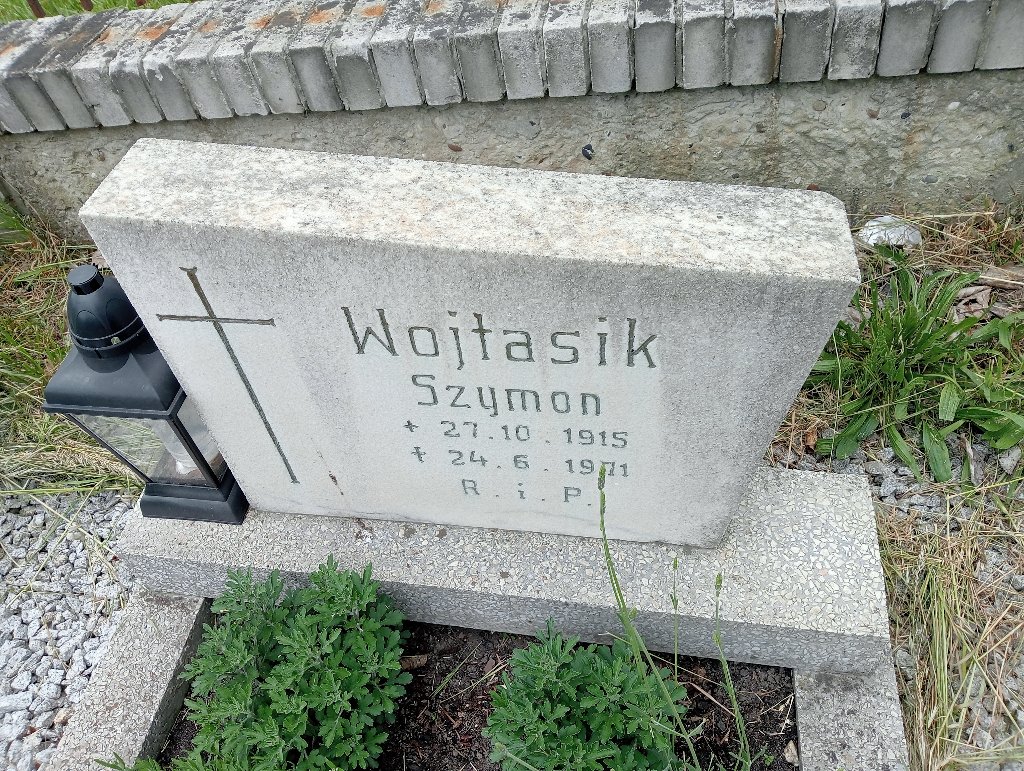 Wojtasik
Szymon
* 27.10.1915
† 24.6.1971
R.i.P.